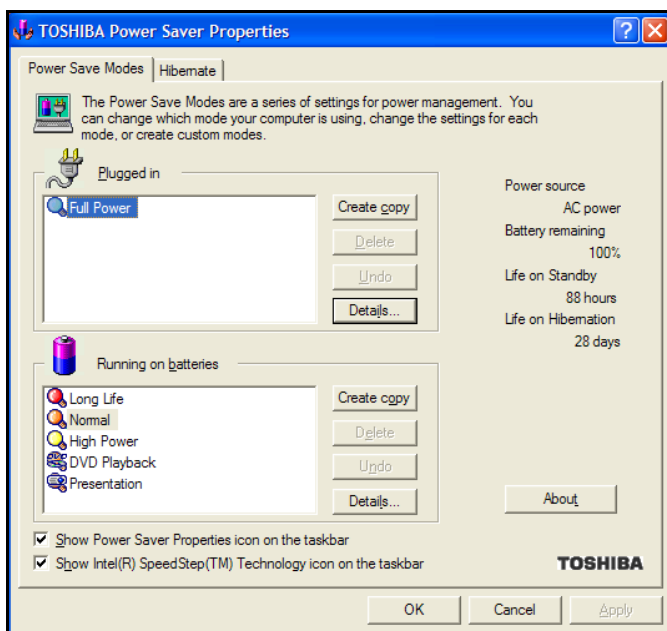 TOSHIBA Power Saver Properties
Power Save Modes
Hibernate
The Power Save Modes are a series of settings for power management. You
can change which mode your computer is using, change the settings for each
mode, or create custom modes.
Plugged in
Full Power
Create copy
Delete
Undo
Details...
Power source
AC power
Battery remaining
100%
Life on Standby
88 hours
Life on Hibernation
28 days
Running on batteries
Long Life
Normal
High Power
DVD Playback
Presentation
Create copy
Delete
Undo
Details...
About
Show Power Saver Properties icon on the taskbar
Show Intel(R) SpeedStep(TM) Technology icon on the taskbar
TOSHIBA
OK
Cancel
Apply